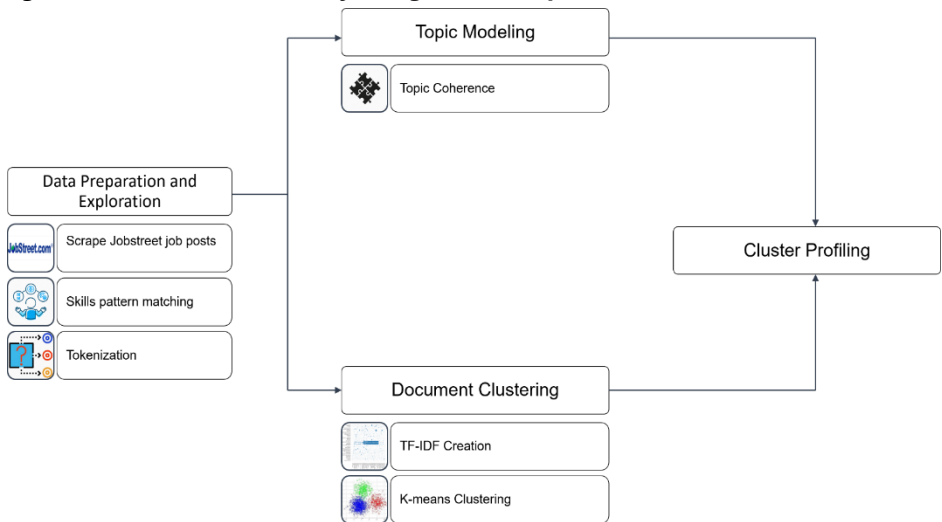 Topic Modeling
Topic Coherence
Data Preparation and
Exploration
JobStreet.com
Scrape Jobstreet job posts
Skills pattern matching
?
Tokenization
Cluster Profiling
Document Clustering
TF-IDF Creation
K-means Clustering